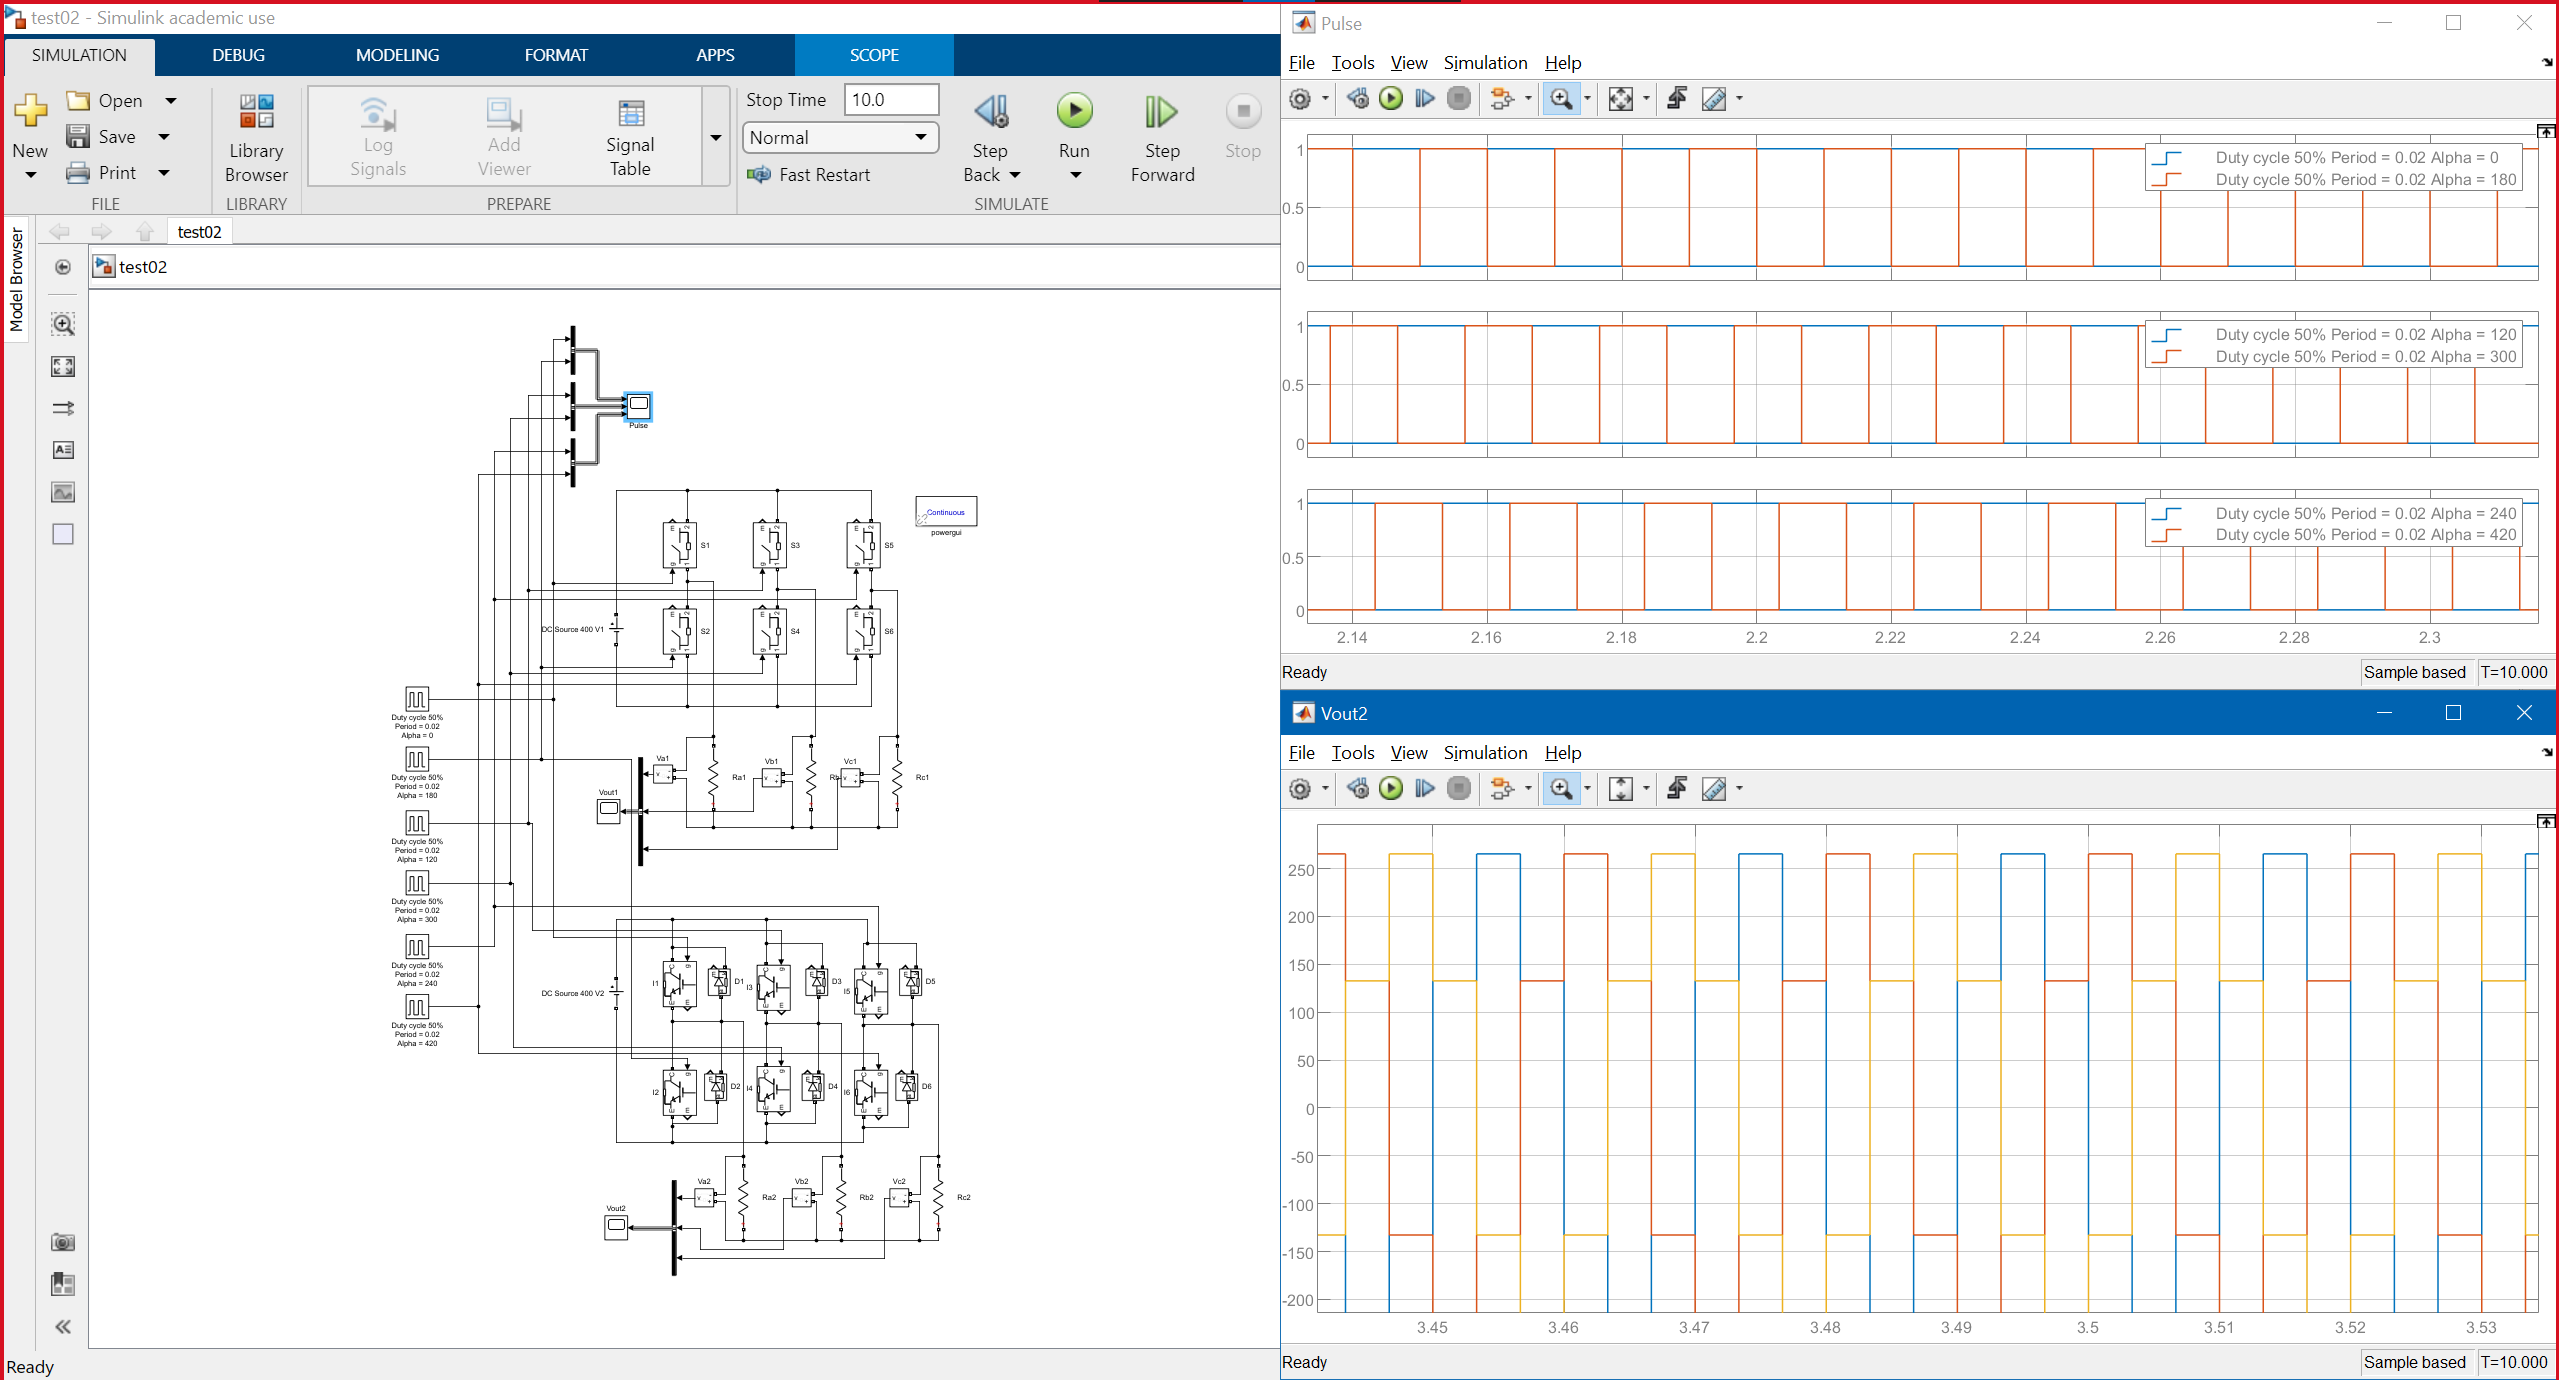 test02 - Simulink academic use
SIMULATION DEBUG MODELING FORMAT APPS SCOPE
New
Open
Save
Print
FILE
Library Browser
LIBRARY
Log Signals
Add Viewer
Signal Table
PREPARE
Stop Time 10.0
Normal
Fast Restart
Step Back
Run
Step Forward
Stop
SIMULATE
Model Browser
test02
test02
Pulse
Continuous
powergui
S1
S3
S5
DC Source 400 V1
S2
S4
S6
Duty cycle 50%
Period = 0.02
Alpha = 0
Duty cycle 50%
Period = 0.02
Alpha = 180
Duty cycle 50%
Period = 0.02
Alpha = 120
Duty cycle 50%
Period = 0.02
Alpha = 300
Duty cycle 50%
Period = 0.02
Alpha = 240
Duty cycle 50%
Period = 0.02
Alpha = 420
Va1
Vb1
Vc1
Ra1
Rc1
Vout1
DC Source 400 V2
I1
D1
I3
D3
I5
D5
I2
D2
I4
D4
I6
D6
Va2
Vb2
Vc2
Ra2
Rb2
Rc2
Vout2
Ready
Pulse
File Tools View Simulation Help
1
0.5
0
Duty cycle 50% Period = 0.02 Alpha = 0
Duty cycle 50% Period = 0.02 Alpha = 180
1
0.5
0
Duty cycle 50% Period = 0.02 Alpha = 120
Duty cycle 50% Period = 0.02 Alpha = 300
1
0.5
0
Duty cycle 50% Period = 0.02 Alpha = 240
Duty cycle 50% Period = 0.02 Alpha = 420
2.14 2.16 2.18 2.2 2.22 2.24 2.26 2.28 2.3
Ready Sample based T=10.000
Vout2
File Tools View Simulation Help
250
200
150
100
50
0
-50
-100
-150
-200
3.45 3.46 3.47 3.48 3.49 3.5 3.51 3.52 3.53
Ready Sample based T=10.000